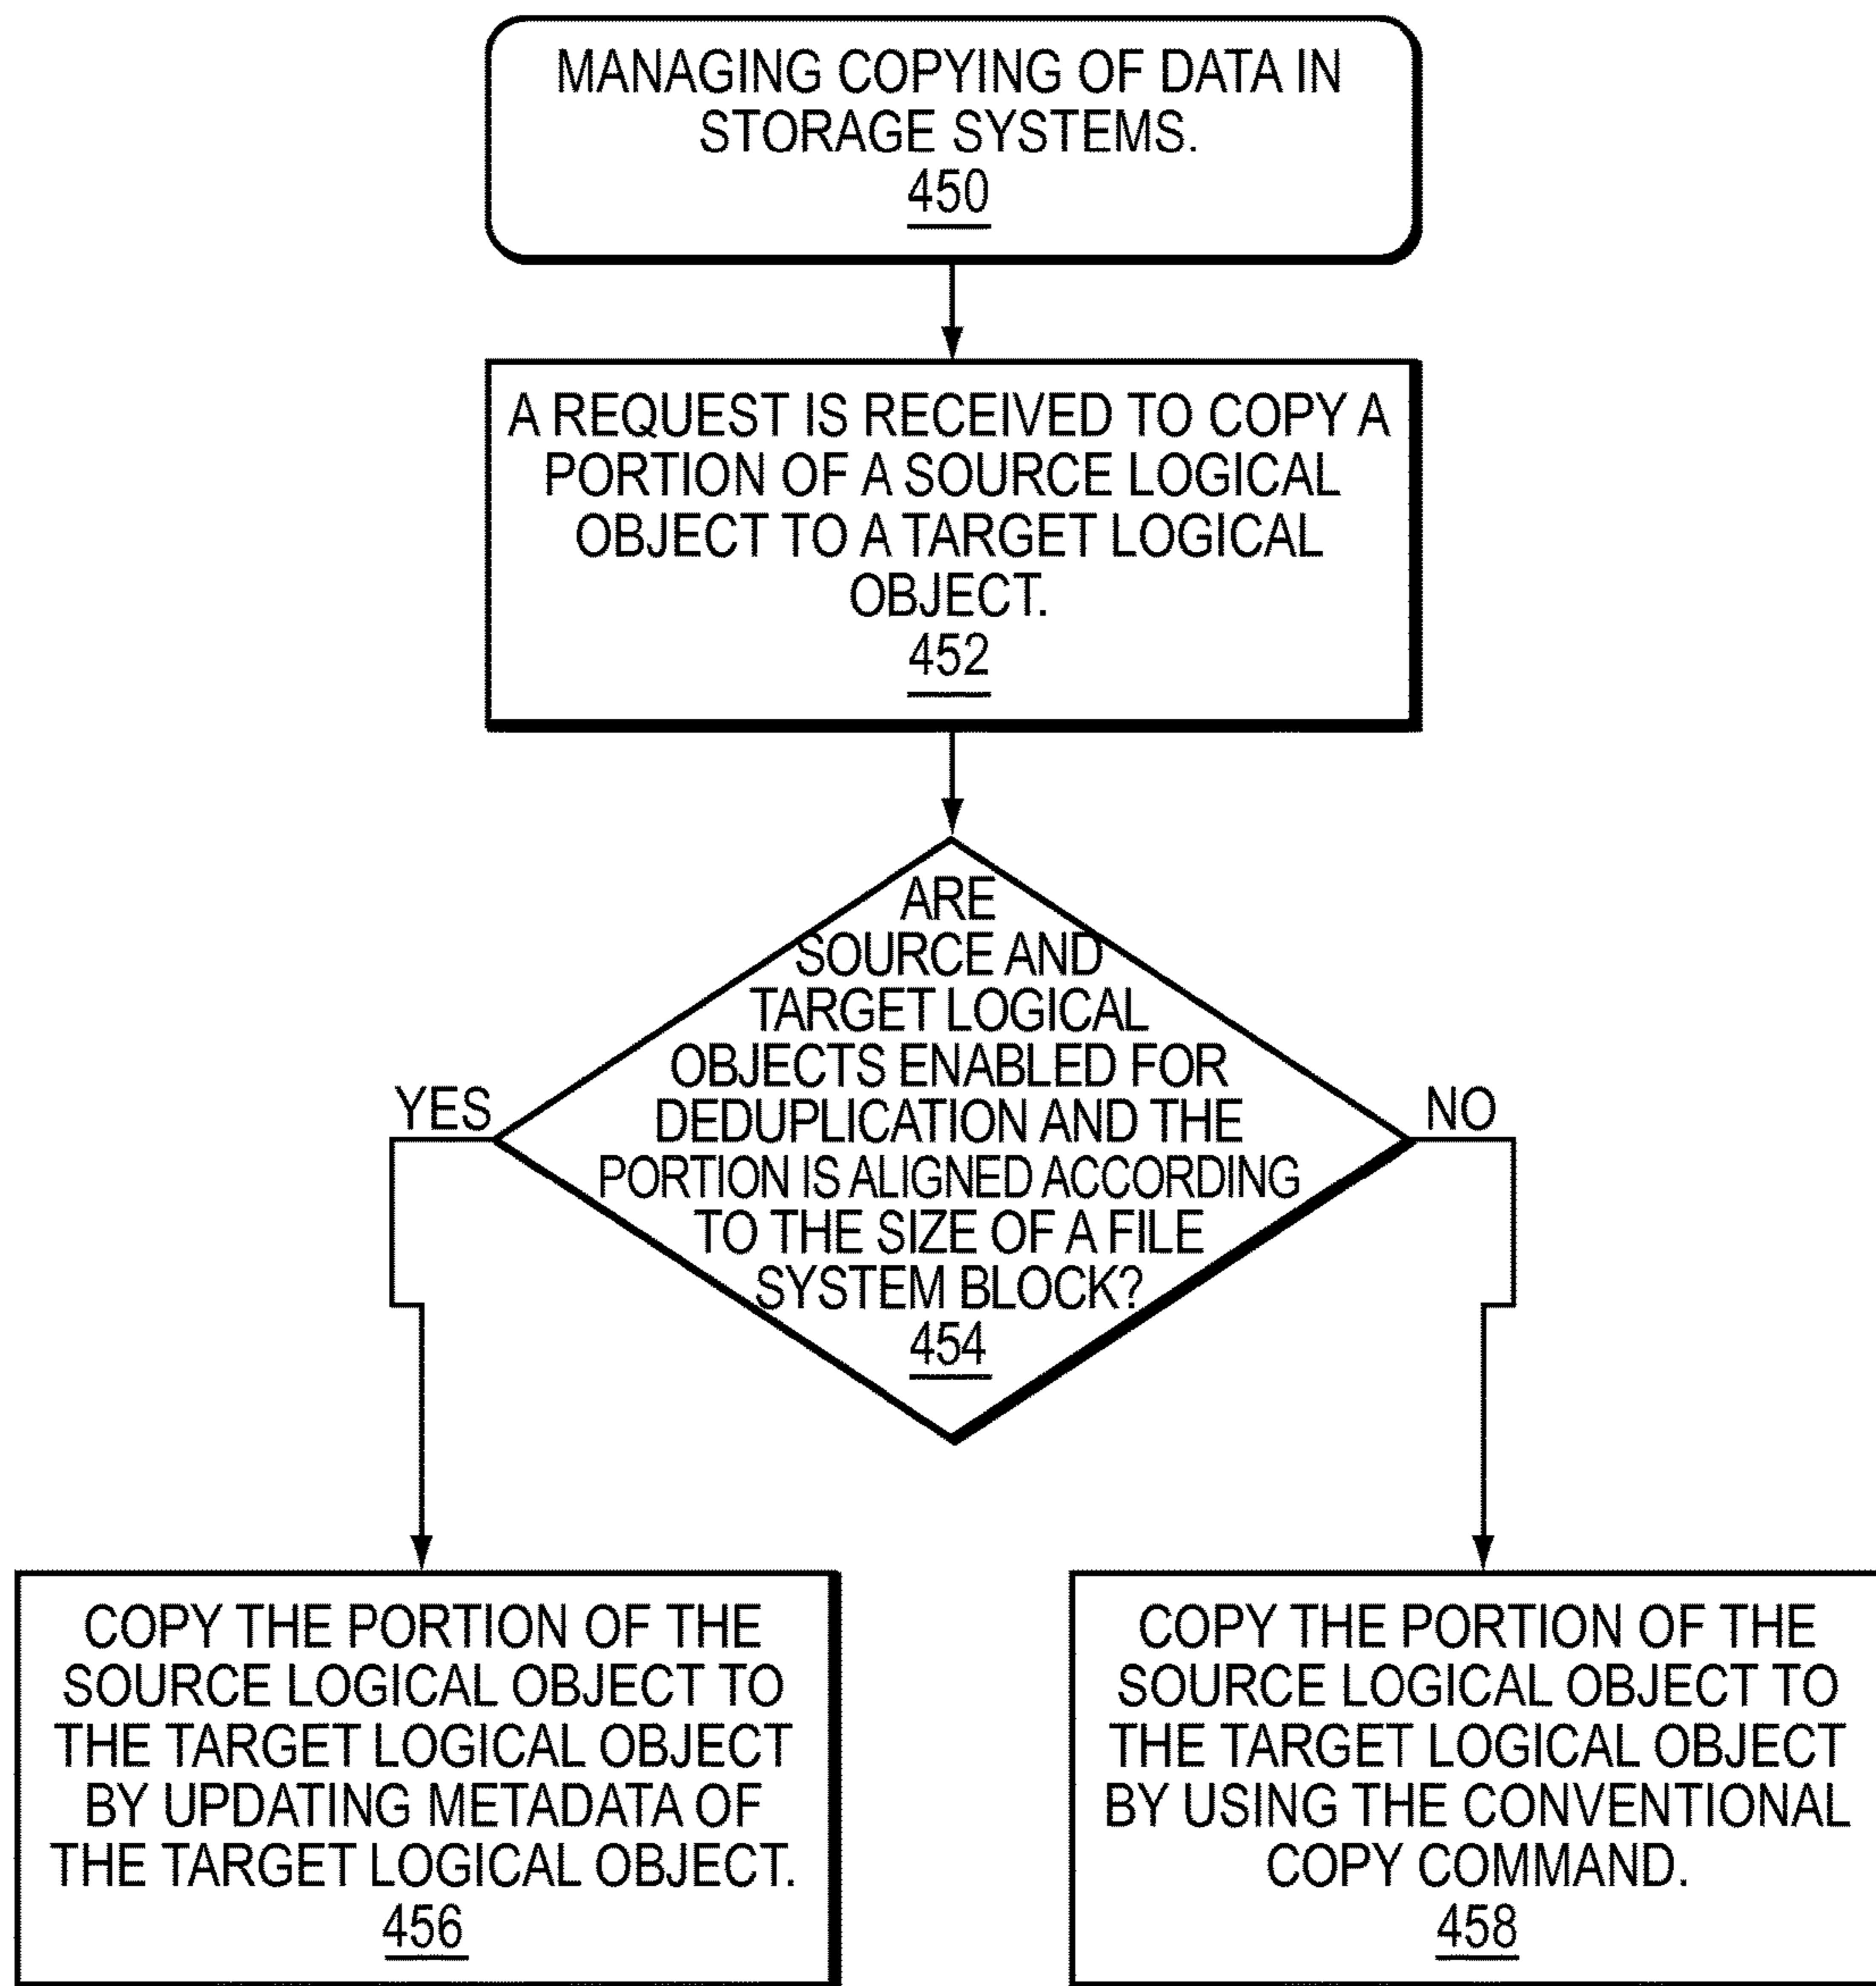 MANAGING COPYING OF DATA IN
STORAGE SYSTEMS.
450
A REQUEST IS RECEIVED TO COPY A
PORTION OF A SOURCE LOGICAL
OBJECT TO A TARGET LOGICAL
OBJECT.
452
ARE
SOURCE AND
TARGET LOGICAL
OBJECTS ENABLED FOR
DEDUPLICATION AND THE
PORTION IS ALIGNED ACCORDING
TO THE SIZE OF A FILE
SYSTEM BLOCK?
454
YES
NO
COPY THE PORTION OF THE
SOURCE LOGICAL OBJECT TO
THE TARGET LOGICAL OBJECT
BY UPDATING METADATA OF
THE TARGET LOGICAL OBJECT.
456
COPY THE PORTION OF THE
SOURCE LOGICAL OBJECT TO
THE TARGET LOGICAL OBJECT
BY USING THE CONVENTIONAL
COPY COMMAND.
458